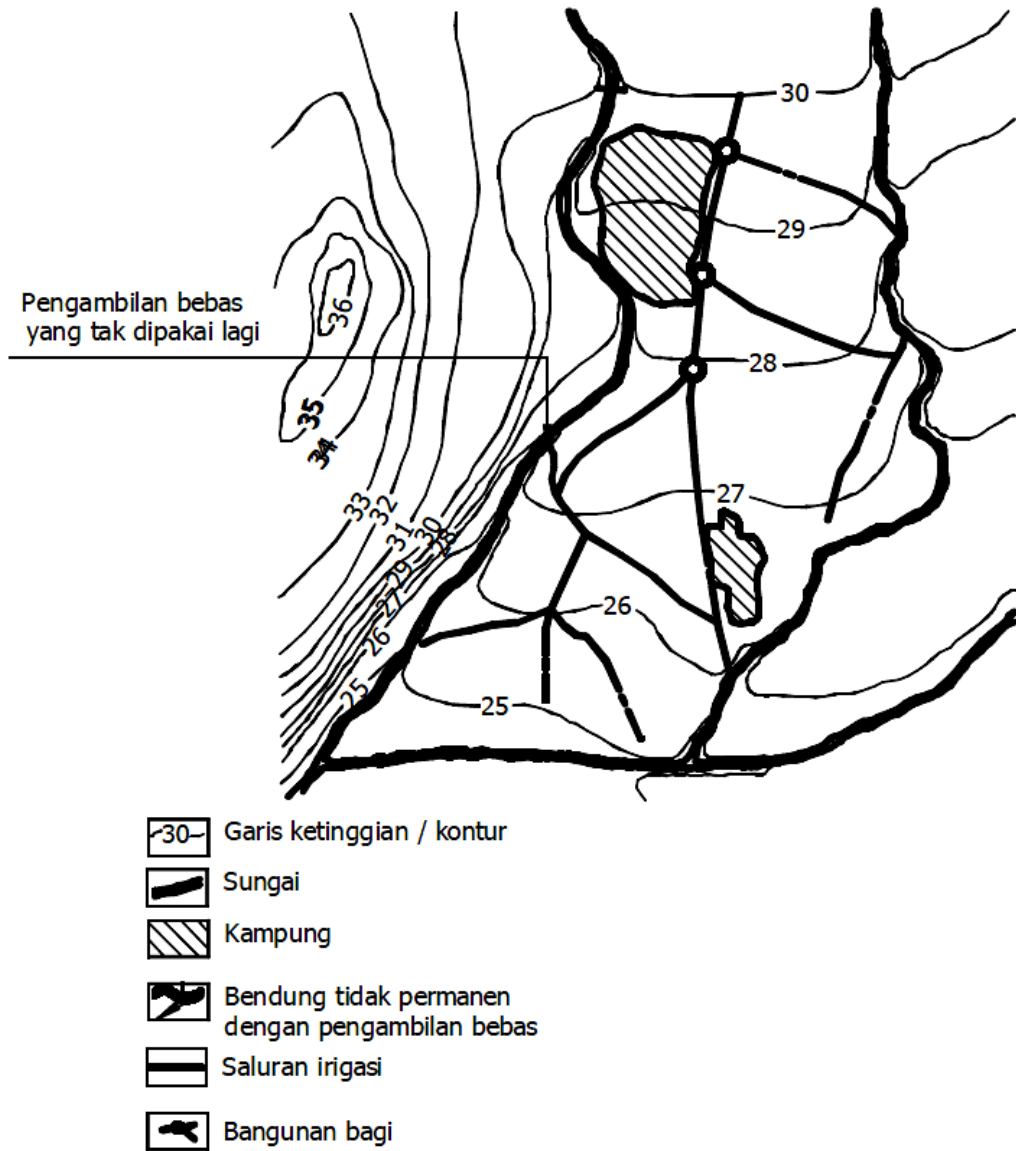 30
29
Pengambilan bebas
yang tak dipakai lagi
36
28
35
34
33
32
31
30
29
28
27
26
25
27
26
25
30
Garis ketinggian / kontur
Sungai
Kampung
Bendung tidak permanen
dengan pengambilan bebas
Saluran irigasi
Bangunan bagi